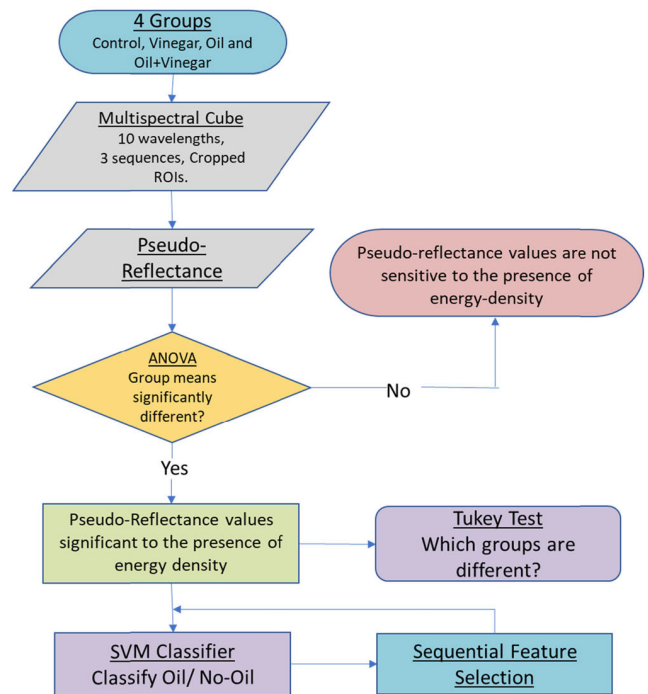 4 Groups
Control, Vinegar, Oil and
Oil+Vinegar
Multispectral Cube
10 wavelengths,
3 sequences, Cropped
ROIs.
Pseudo-
Reflectance
Pseudo-reflectance values are not
sensitive to the presence of
energy-density
ANOVA
Group means
significantly
different?
No
Yes
Pseudo-Reflectance values
significant to the presence of
energy density
Tukey Test
Which groups are
different?
SVM Classifier
Classify Oil/ No-Oil
Sequential Feature
Selection